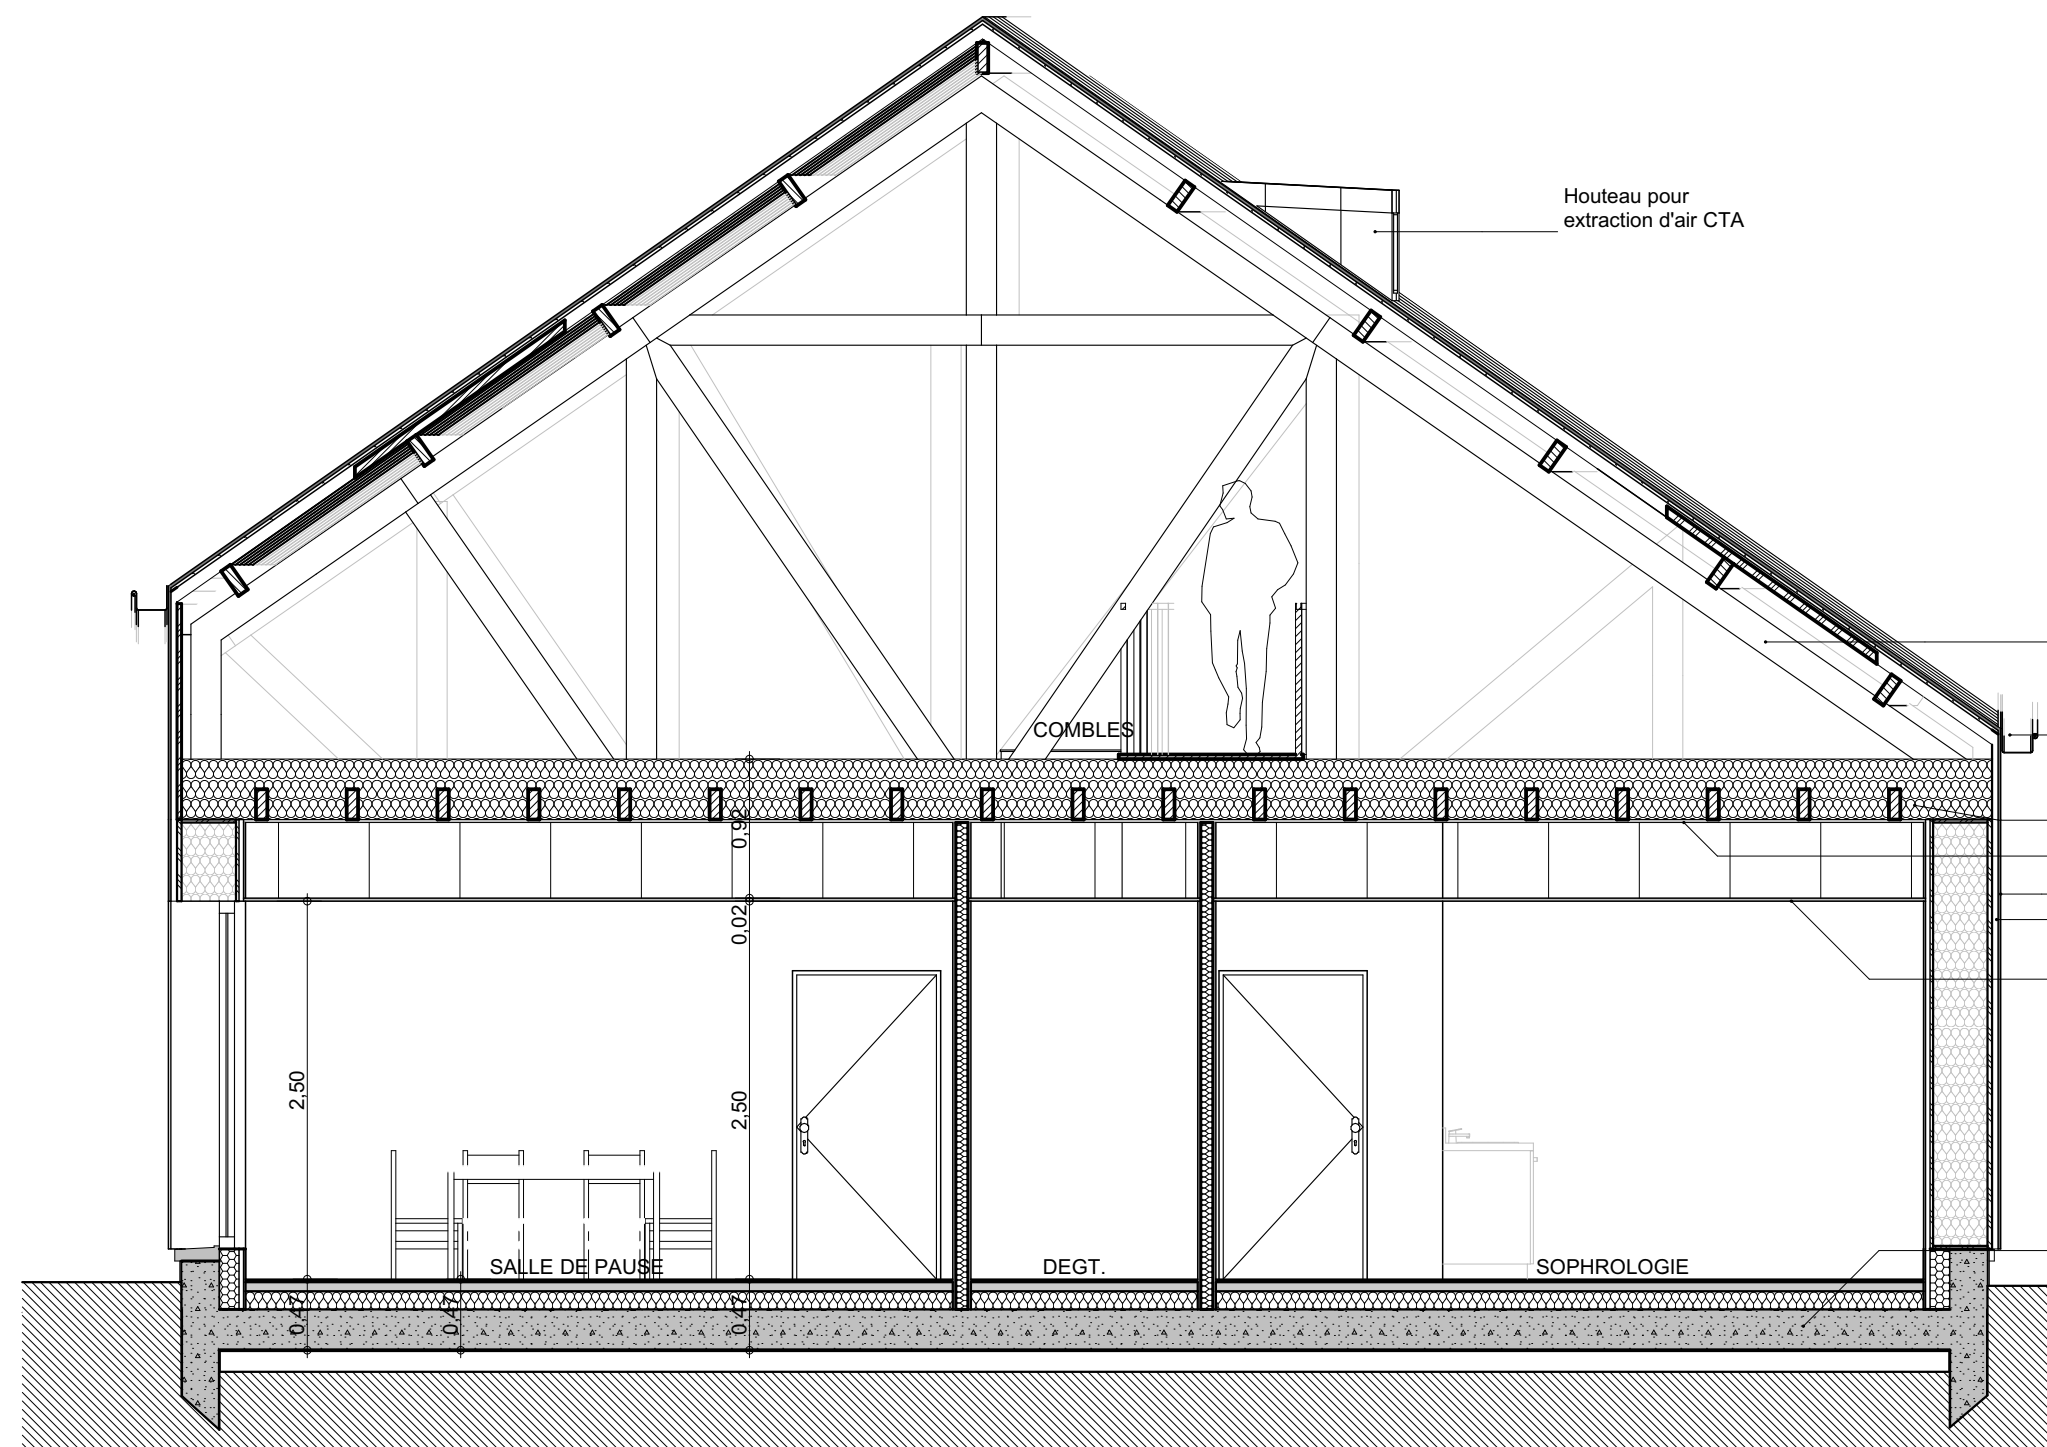 Houteau pour
extraction d'air CTA
COMBLES
0,92
0,02
2,50
2,50
SALLE DE PAUSE
DEGT.
SOPHROLOGIE
0,47
0,47
0,47